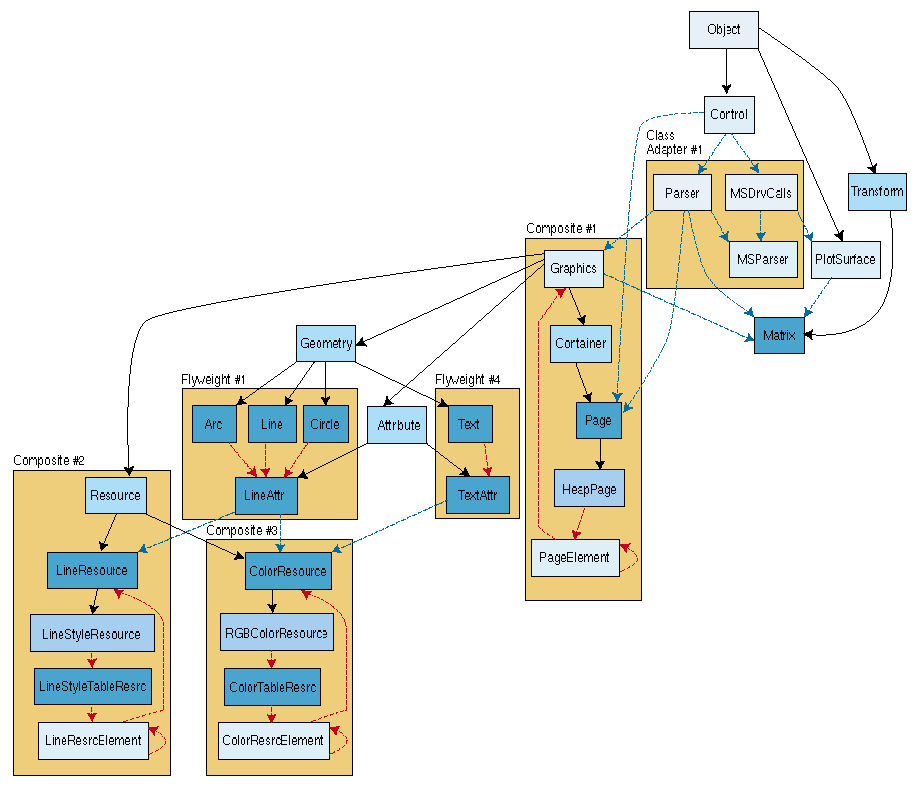 Object
Control
Class
Adapter #1
Parser
MSDrvCalls
Transform
Composite #1
MSParser
PlotSurface
Graphics
Matrix
Geometry
Container
Flyweight #1
Flyweight #4
Arc
Line
Circle
Attribute
Text
Page
Composite #2
Resource
LineAttr
TextAttr
HeapPage
Composite #3
PageElement
LineResource
ColorResource
LineStyleResource
RGBColorResource
LineStyleTableResrc
ColorTableResrc
LineResrcElement
ColorResrcElement